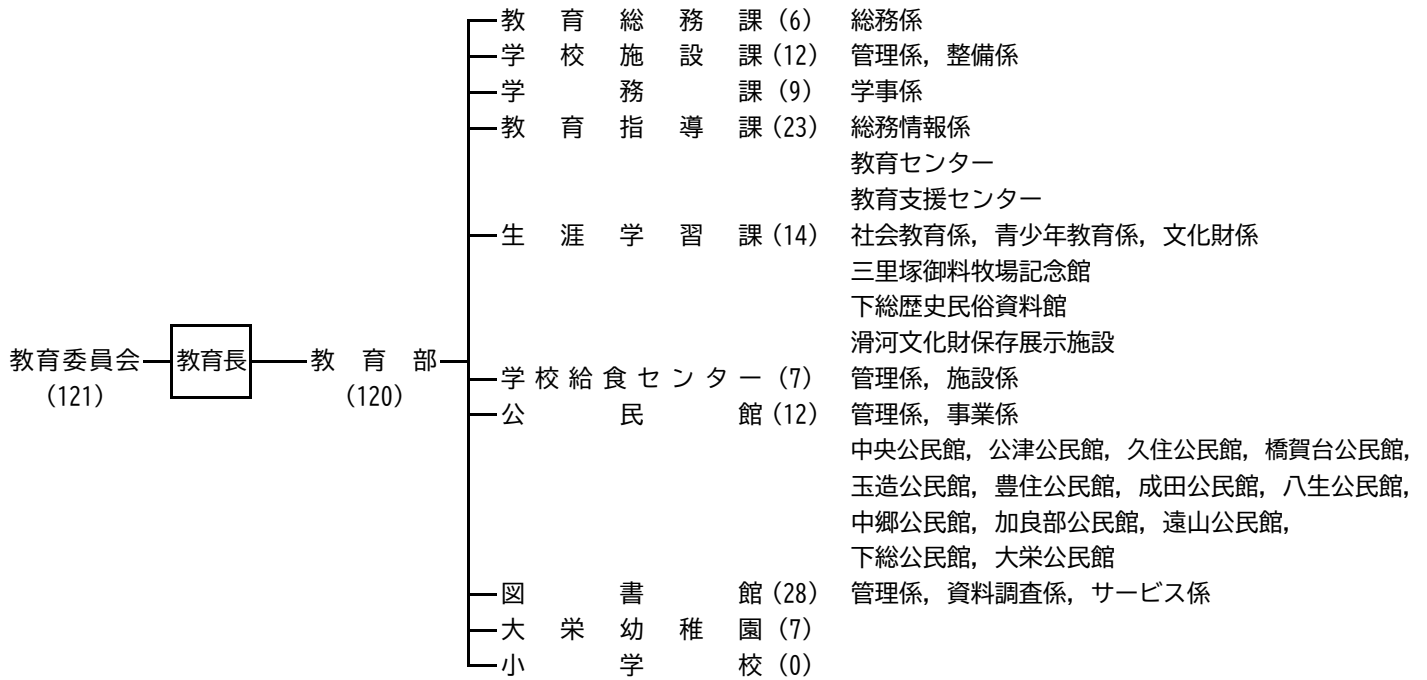 教育総務課(6) 総務係
学校施設課(12) 管理係，整備係
学務課(9) 学事係
教育指導課(23) 総務情報係
教育センター
教育支援センター
生涯学習課(14) 社会教育係，青少年教育係，文化財係
三里塚御料牧場記念館
下総歴史民俗資料館
滑河文化財保存展示施設
教育委員会 教育長 教育部
(121) (120)
学校給食センター(7) 管理係，施設係
公民館(12) 管理係，事業係
中央公民館，公津公民館，久住公民館，橋賀台公民館，
玉造公民館，豊住公民館，成田公民館，八生公民館，
中郷公民館，加良部公民館，遠山公民館，
下総公民館，大栄公民館
図書館(28) 管理係，資料調査係，サービス係
大栄幼稚園(7)
小学校(0)